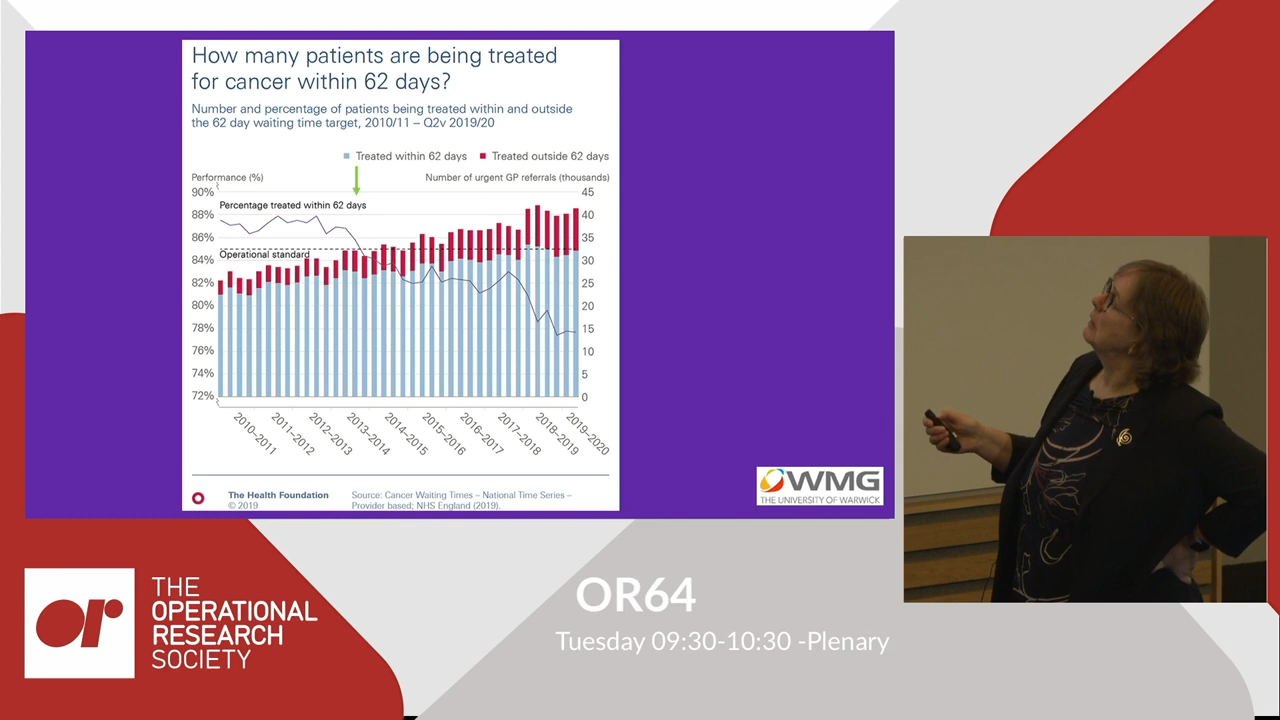 How many patients are being treated
for cancer within 62 days?
Number and percentage of patients being treated within and outside
the 62 day waiting time target, 2010/11 – Q2v 2019/20
Treated within 62 days
Treated outside 62 days
Performance (%)
Number of urgent GP referrals (thousands)
90%
88%
86%
84%
82%
80%
78%
76%
74%
72%
Percentage treated within 62 days
Operational standard
45
40
35
30
25
20
15
10
5
0
2010–2011
2011–2012
2012–2013
2013–2014
2014–2015
2015–2016
2016–2017
2017–2018
2018–2019
2019–2020
The Health Foundation
© 2019
Source: Cancer Waiting Times – National Time Series –
Provider based; NHS England (2019).
WMG
THE UNIVERSITY OF WARWICK
or
THE
OPERATIONAL
RESEARCH
SOCIETY
OR64
Tuesday 09:30-10:30 -Plenary